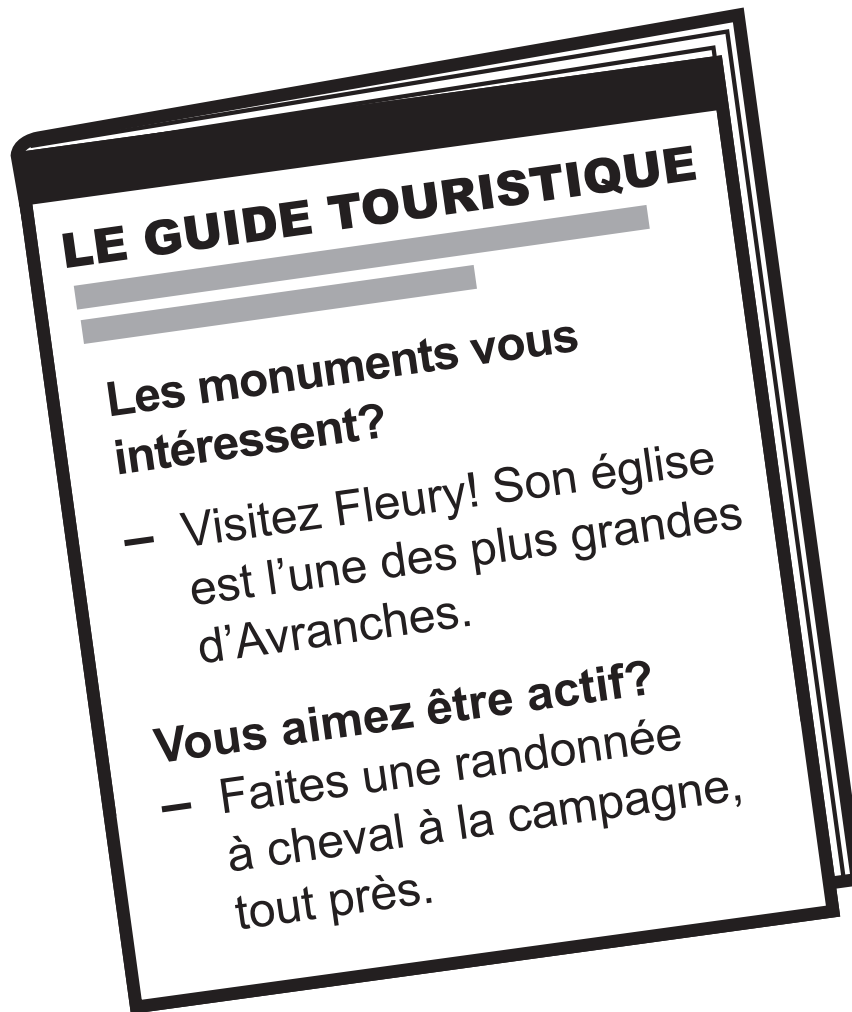 LE GUIDE TOURISTIQUE
Les monuments vous
intéressent?
– Visitez Fleury! Son église
est l'une des plus grandes
d'Avranches.
Vous aimez être actif?
– Faites une randonnée
à cheval à la campagne,
tout près.